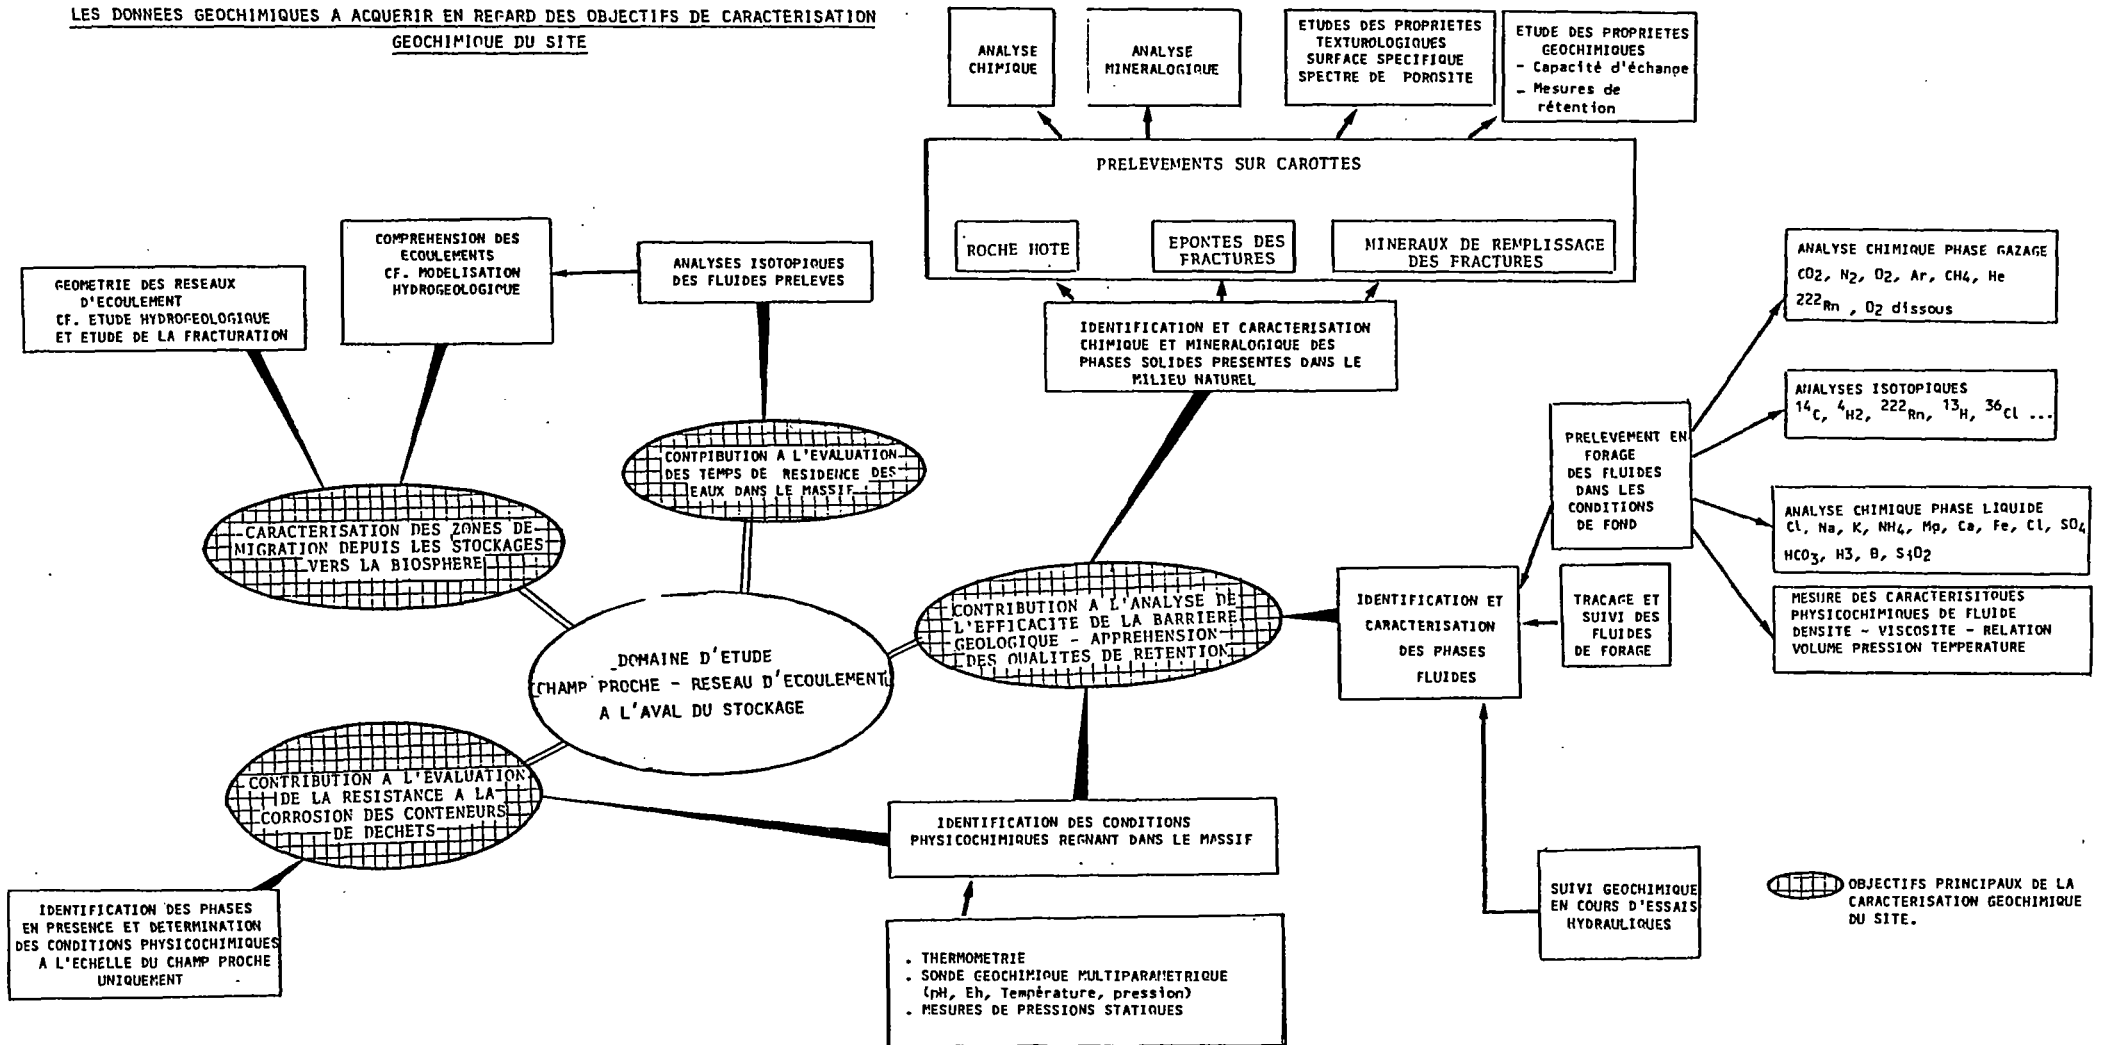 LES DONNEES GEOCHIMIQUES A ACQUERIR EN REGARD DES OBJECTIFS DE CARACTERISATION
GEOCHIMIQUE DU SITE
ANALYSE
CHIMIQUE
ANALYSE
MINERALOGIQUE
ETUDES DES PROPRIETES
TEXTUROLOGIQUES
SURFACE SPECIFIQUE
SPECTRE DE POROSITE
ETUDE DES PROPRIETES
GEOCHIMIQUES
- Capacité d'échange
- Mesures de
rétention
PRELEVEMENTS SUR CAROTTES
ROCHE HOTE
EPONTES DES
FRACTURES
MINERAUX DE REMPLISSAGE
DES FRACTURES
IDENTIFICATION ET CARACTERISATION
CHIMIQUE ET MINERALOGIQUE DES
PHASES SOLIDES PRESENTES DANS LE
MILIEU NATUREL
GEOMETRIE DES RESEAUX
D'ECOULEMENT
CF. ETUDE HYDROGEOLOGIQUE
ET ETUDE DE LA FRACTURATION
COMPREHENSION DES
ECOULEMENTS
CF. MODELISATION
HYDROGEOLOGIQUE
ANALYSES ISOTOPIQUES
DES FLUIDES PRELEVES
CARACTERISATION DES ZONES DE
MIGRATION DEPUIS LES STOCKAGES
VERS LA BIOSPHERE
CONTPIBUTION A L'EVALUATION
DES TEMPS DE RESIDENCE DES
EAUX DANS LE MASSIF
DOMAINE D'ETUDE
CHAMP PROCHE - RESEAU D'ECOULEMENT
A L'AVAL DU STOCKAGE
CONTRIBUTION A L'ANALYSE DE
L'EFFICACITE DE LA BARRIERE
GEOLOGIQUE - APPREHENSION
DES QUALITES DE RETENTION
CONTRIBUTION A L'EVALUATION
DE LA RESISTANCE A LA
CORROSION DES CONTENEURS
DE DECHETS
IDENTIFICATION DES PHASES
EN PRESENCE ET DETERMINATION
DES CONDITIONS PHYSICOCHIMIQUES
A L'ECHELLE DU CHAMP PROCHE
UNIQUEMENT
IDENTIFICATION DES CONDITIONS
PHYSICOCHIMIQUES REGNANT DANS LE MASSIF
. THERMOMETRIE
. SONDE GEOCHIMIQUE MULTIPARAMETRIQUE
(pH, Eh, Température, pression)
. MESURES DE PRESSIONS STATIQUES
IDENTIFICATION ET
CARACTERISATION
DES PHASES
FLUIDES
TRACAGE ET
SUIVI DES
FLUIDES
DE FORAGE
SUIVI GEOCHIMIQUE
EN COURS D'ESSAIS
HYDRAULIQUES
PRELEVEMENT EN
FORAGE
DES FLUIDES
DANS LES
CONDITIONS
DE FOND
ANALYSE CHIMIQUE PHASE GAZAGE
CO2, N2, O2, Ar, CH4, He
222Rn , O2 dissous
ANALYSES ISOTOPIQUES
14C, 4H2, 222Rn, 13H, 36Cl ...
ANALYSE CHIMIQUE PHASE LIQUIDE
Cl, Na, K, NH4, Mg, Ca, Fe, Cl, SO4
HCO3, H3, B, SiO2
MESURE DES CARACTERISITQUES
PHYSICOCHIMIQUES DE FLUIDE
DENSITE - VISCOSITE - RELATION
VOLUME PRESSION TEMPERATURE
OBJECTIFS PRINCIPAUX DE LA
CARACTERISATION GEOCHIMIQUE
DU SITE.